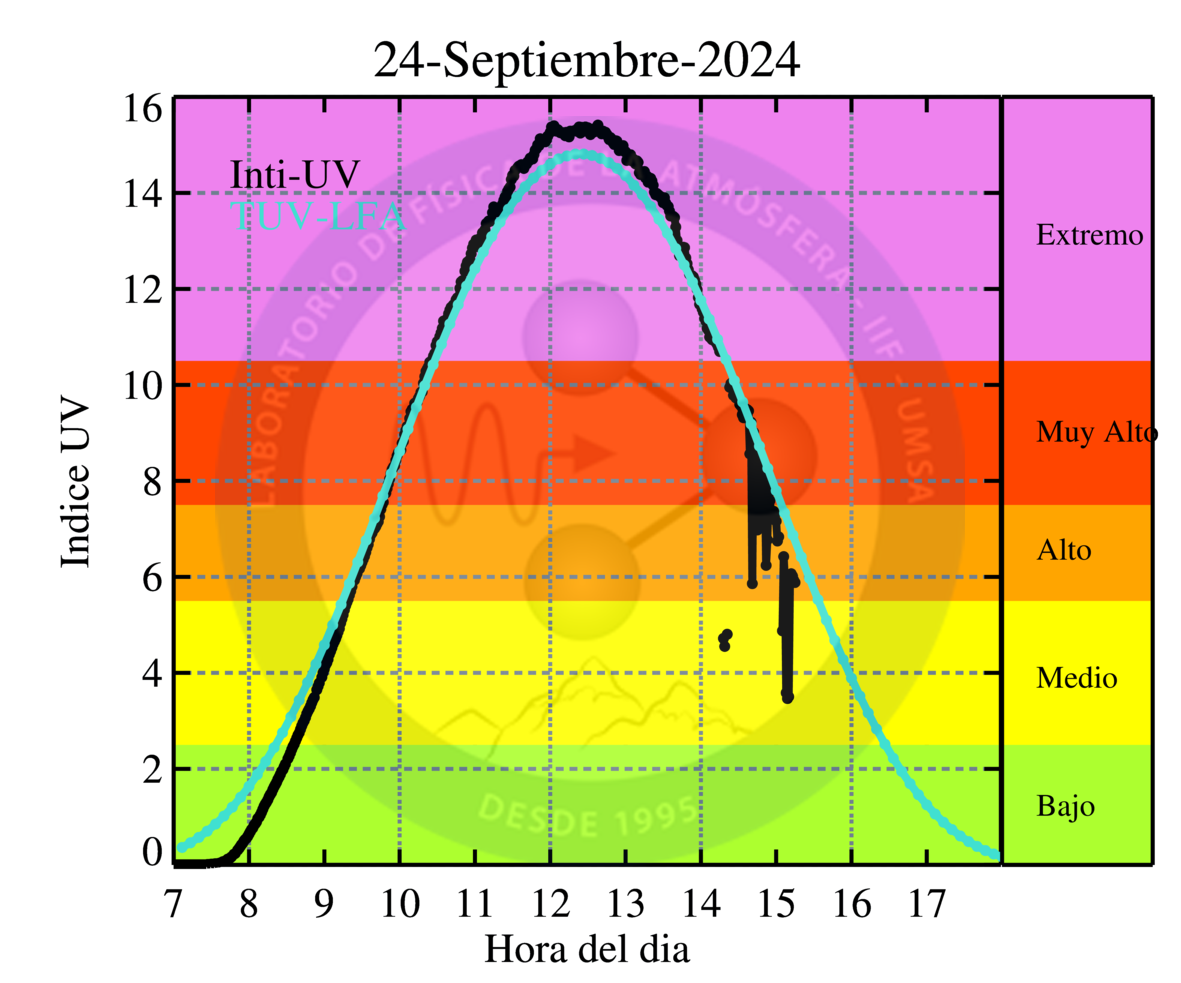 24-Septiembre-2024
16
14
12
10
8
6
4
2
0
Indice UV
Inti-UV
TUV-LFA
LABORATORIO DE FÍSICA DE LA ATMÓSFERA - IIF - UMSA
DESDE 1995
Extremo
Muy Alto
Alto
Medio
Bajo
7 8 9 10 11 12 13 14 15 16 17
Hora del dia